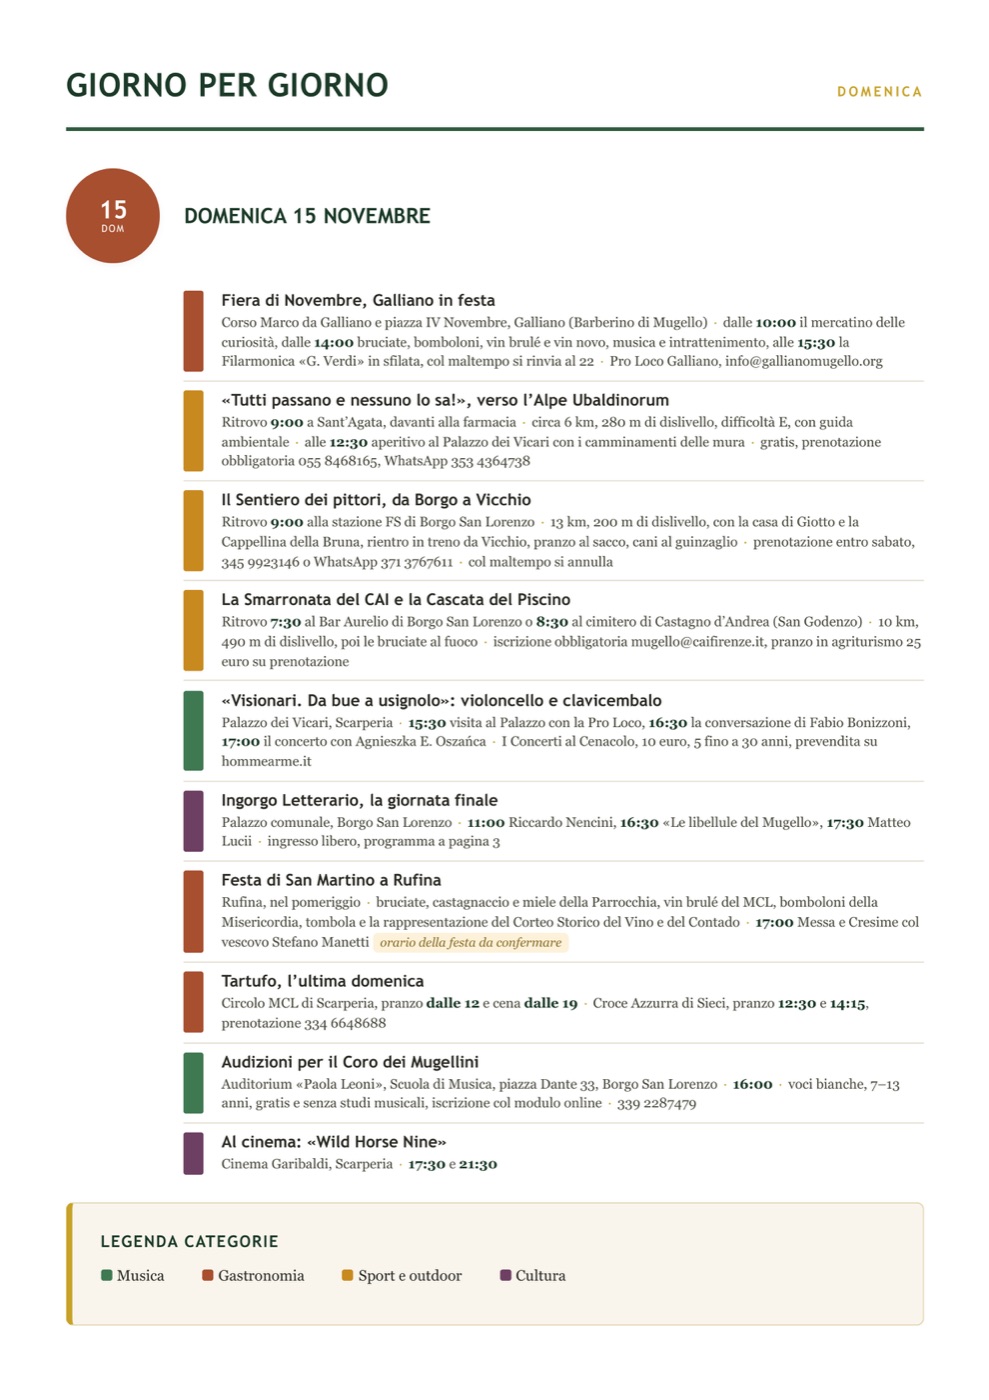 GIORNO PER GIORNO
DOMENICA
15
DOM
DOMENICA 15 NOVEMBRE
Fiera di Novembre, Galliano in festa
Corso Marco da Galliano e piazza IV Novembre, Galliano (Barberino di Mugello) · dalle 10:00 il mercatino delle
curiosità, dalle 14:00 bruciate, bomboloni, vin brulé e vin novo, musica e intrattenimento, alle 15:30 la
Filarmonica «G. Verdi» in sfilata, col maltempo si rinvia al 22 · Pro Loco Galliano, info@gallianomugello.org
«Tutti passano e nessuno lo sa!», verso l'Alpe Ubaldinorum
Ritrovo 9:00 a Sant'Agata, davanti alla farmacia · circa 6 km, 280 m di dislivello, difficoltà E, con guida
ambientale · alle 12:30 aperitivo al Palazzo dei Vicari con i camminamenti delle mura · gratis, prenotazione
obbligatoria 055 8468165, WhatsApp 353 4364738
Il Sentiero dei pittori, da Borgo a Vicchio
Ritrovo 9:00 alla stazione FS di Borgo San Lorenzo · 13 km, 200 m di dislivello, con la casa di Giotto e la
Cappellina della Bruna, rientro in treno da Vicchio, pranzo al sacco, cani al guinzaglio · prenotazione entro sabato,
345 9923146 o WhatsApp 371 3767611 · col maltempo si annulla
La Smarronata del CAI e la Cascata del Piscino
Ritrovo 7:30 al Bar Aurelio di Borgo San Lorenzo o 8:30 al cimitero di Castagno d'Andrea (San Godenzo) · 10 km,
490 m di dislivello, poi le bruciate al fuoco · iscrizione obbligatoria mugello@caifirenze.it, pranzo in agriturismo 25
euro su prenotazione
«Visionari. Da bue a usignolo»: violoncello e clavicembalo
Palazzo dei Vicari, Scarperia · 15:30 visita al Palazzo con la Pro Loco, 16:30 la conversazione di Fabio Bonizzoni,
17:00 il concerto con Agnieszka E. Oszańca · I Concerti al Cenacolo, 10 euro, 5 fino a 30 anni, prevendita su
hommearme.it
Ingorgo Letterario, la giornata finale
Palazzo comunale, Borgo San Lorenzo · 11:00 Riccardo Nencini, 16:30 «Le libellule del Mugello», 17:30 Matteo
Lucii · ingresso libero, programma a pagina 3
Festa di San Martino a Rufina
Rufina, nel pomeriggio · bruciate, castagnaccio e miele della Parrocchia, vin brulé del MCL, bomboloni della
Misericordia, tombola e la rappresentazione del Corteo Storico del Vino e del Contado · 17:00 Messa e Cresime col
vescovo Stefano Manetti orario della festa da confermare
Tartufo, l'ultima domenica
Circolo MCL di Scarperia, pranzo dalle 12 e cena dalle 19 · Croce Azzurra di Sieci, pranzo 12:30 e 14:15,
prenotazione 334 6648688
Audizioni per il Coro dei Mugellini
Auditorium «Paola Leoni», Scuola di Musica, piazza Dante 33, Borgo San Lorenzo · 16:00 · voci bianche, 7–13
anni, gratis e senza studi musicali, iscrizione col modulo online · 339 2287479
Al cinema: «Wild Horse Nine»
Cinema Garibaldi, Scarperia · 17:30 e 21:30
LEGENDA CATEGORIE
Musica Gastronomia Sport e outdoor Cultura